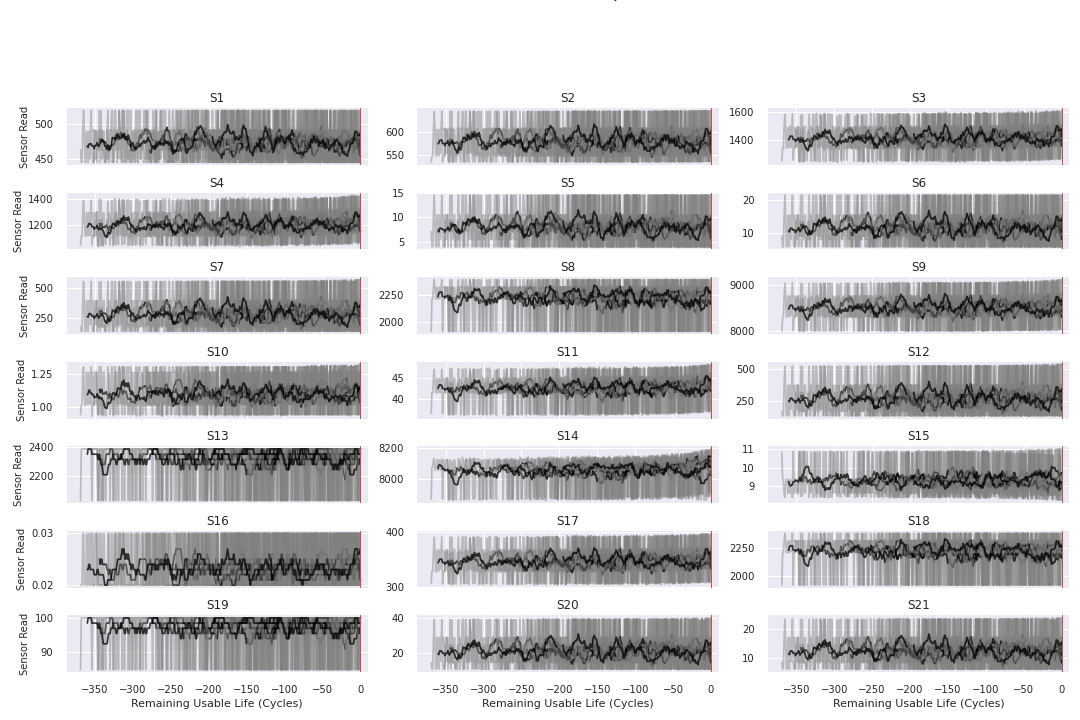 S1 S2 S3
Sensor Read 500 450 600 550 1600 1400
S4 S5 S6
Sensor Read 1400 1200 15 10 5 20 10
S7 S8 S9
Sensor Read 500 250 2250 2000 9000 8000
S10 S11 S12
Sensor Read 1.25 1.00 45 40 500 250
S13 S14 S15
Sensor Read 2400 2200 8200 8000 11 10 9
S16 S17 S18
Sensor Read 0.03 0.02 400 300 2250 2000
S19 S20 S21
Sensor Read 100 90 40 20 20 10
−350 −300 −250 −200 −150 −100 −50 0 −350 −300 −250 −200 −150 −100 −50 0 −350 −300 −250 −200 −150 −100 −50 0
Remaining Usable Life (Cycles) Remaining Usable Life (Cycles) Remaining Usable Life (Cycles)